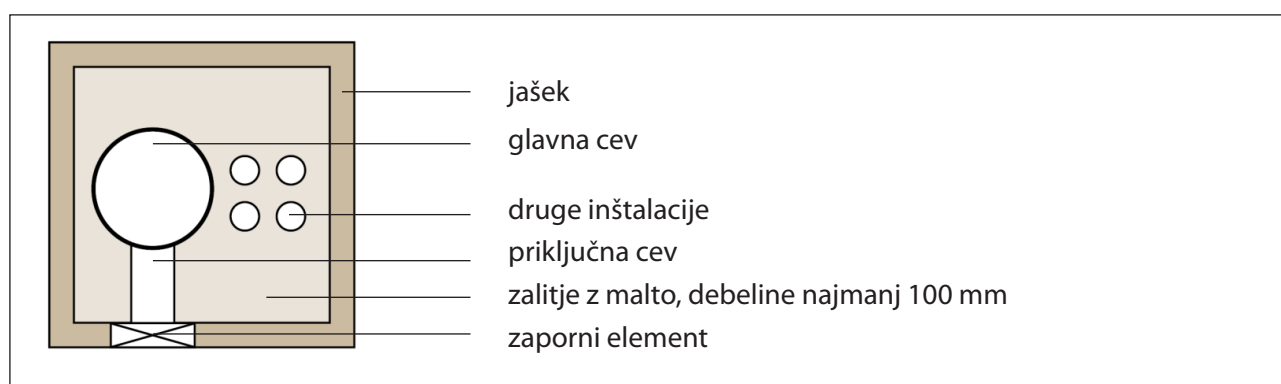 jašek
glavna cev
druge inštalacije
priključna cev
zalitje z malto, debeline najmanj 100 mm
zaporni element